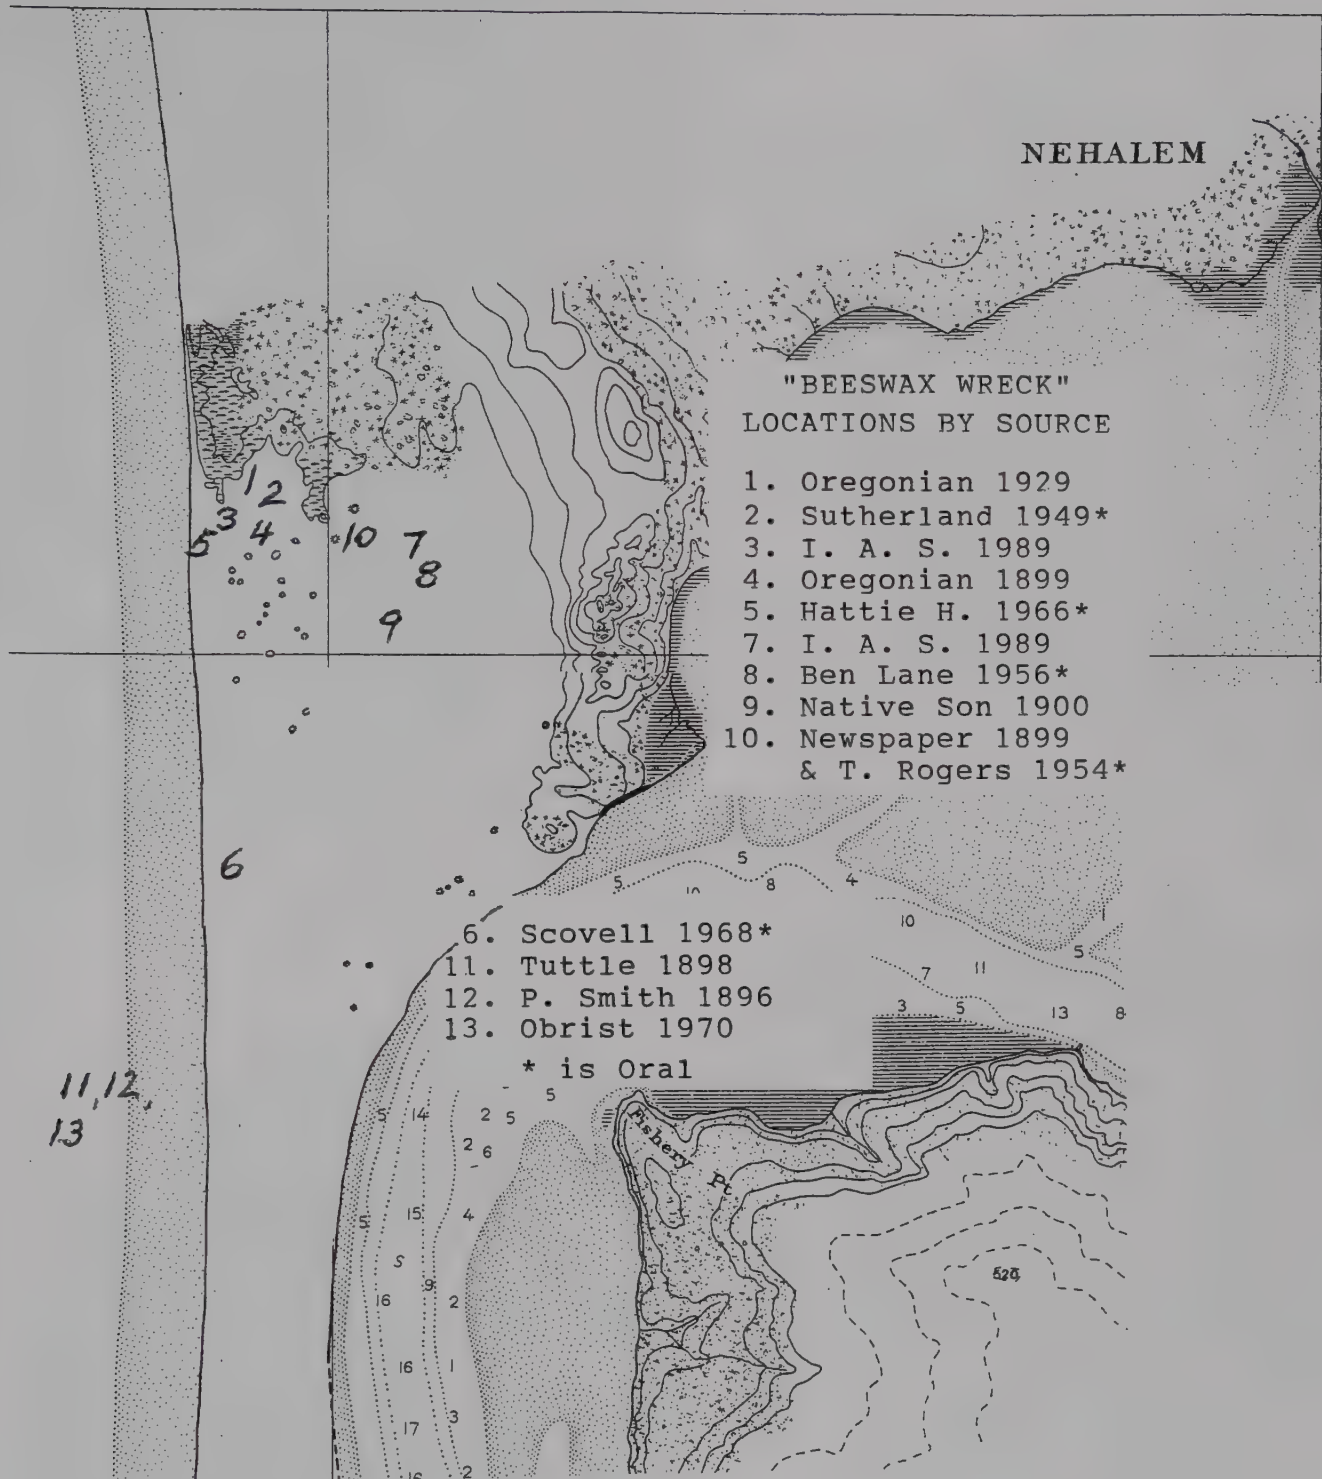 NEHALEM
"BEESWAX WRECK"
LOCATIONS BY SOURCE
1. Oregonian 1929
2. Sutherland 1949*
3. I. A. S. 1989
4. Oregonian 1899
5. Hattie H. 1966*
7. I. A. S. 1989
8. Ben Lane 1956*
9. Native Son 1900
10. Newspaper 1899
& T. Rogers 1954*
1
2
3
4
5
10
7
8
9
6
5
5
10
8
4
10
1
5
7
11
3
5
13
8
6. Scovell 1968*
11. Tuttle 1898
12. P. Smith 1896
13. Obrist 1970
* is Oral
11, 12,
13
5
14
2
5
5
2
6
Fishery Pt
5
15
4
S
9
16
2
520
16
1
17
3
16
2